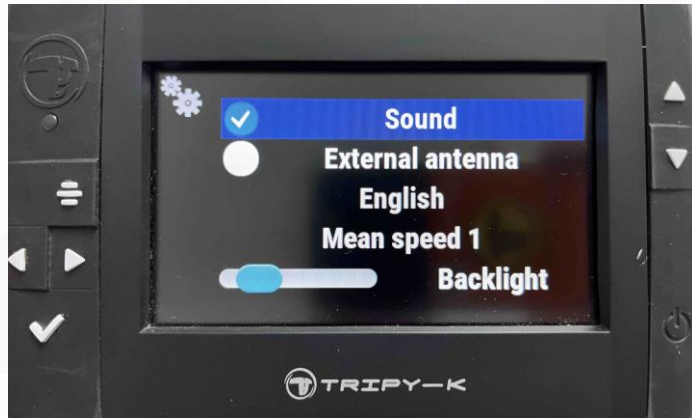 Sound
External antenna
English
Mean speed 1
Backlight
TRIPY-K